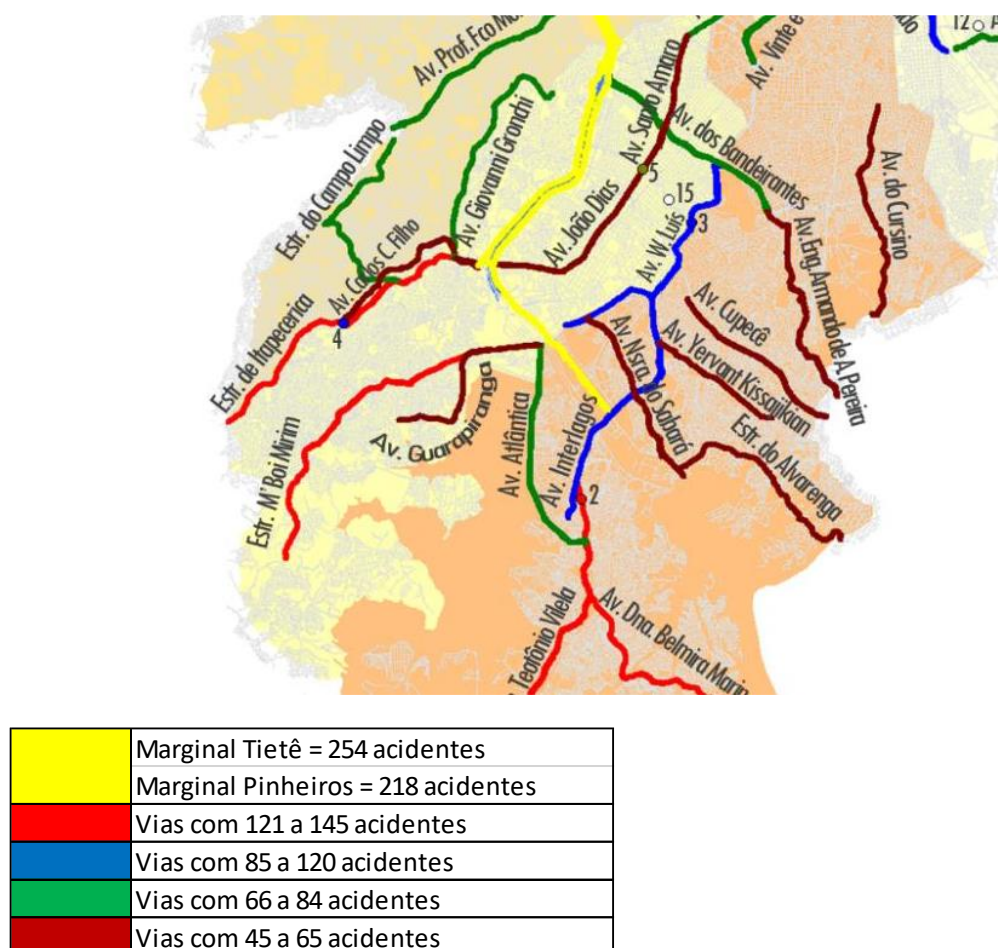 Av. Prof. Fco Mo
Av. Vinte e
12
A
Estr. do Campo Limpo
Av. Giovanni Gronchi
Av. Santo Amaro
Av. dos Bandeirantes
5
15
Av. do Cursino
Av. João Dias
Av. W. Luís
3
Av. Eng. Armando de A. Pereira
Av. Carlos C. Filho
4
Estr. de Itapecerica
Av. Cupecê
Av. Yervant Kissajikian
Av. Nsra. do Sabará
Av. Guarapiranga
Estr. M' Boi Mirim
Av. Atlântica
Av. Interlagos
2
Estr. do Alvarenga
Teotônio Vilela
Av. Dna. Belmira Marin
Marginal Tietê = 254 acidentes
Marginal Pinheiros = 218 acidentes
Vias com 121 a 145 acidentes
Vias com 85 a 120 acidentes
Vias com 66 a 84 acidentes
Vias com 45 a 65 acidentes